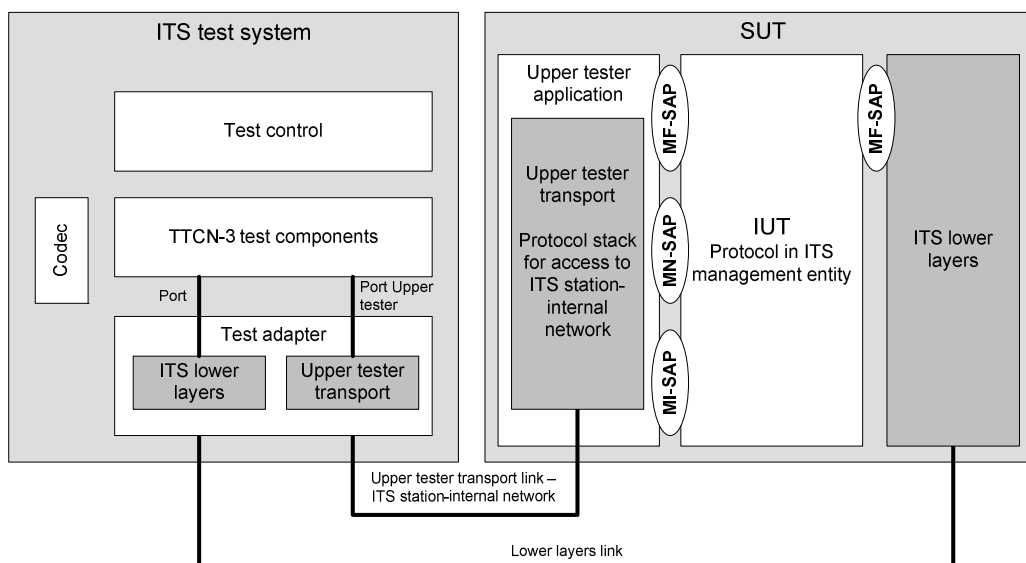 ITS test system
Test control
Codec
TTCN-3 test components
Port
Port Upper
tester
Test adapter
ITS lower
layers
Upper tester
transport
SUT
Upper tester
application
Upper tester
transport
Protocol stack
for access to
ITS station-
internal
network
MF-SAP
MN-SAP
MI-SAP
IUT
Protocol in ITS
management entity
MF-SAP
ITS lower
layers
Upper tester transport link –
ITS station-internal network
Lower layers link